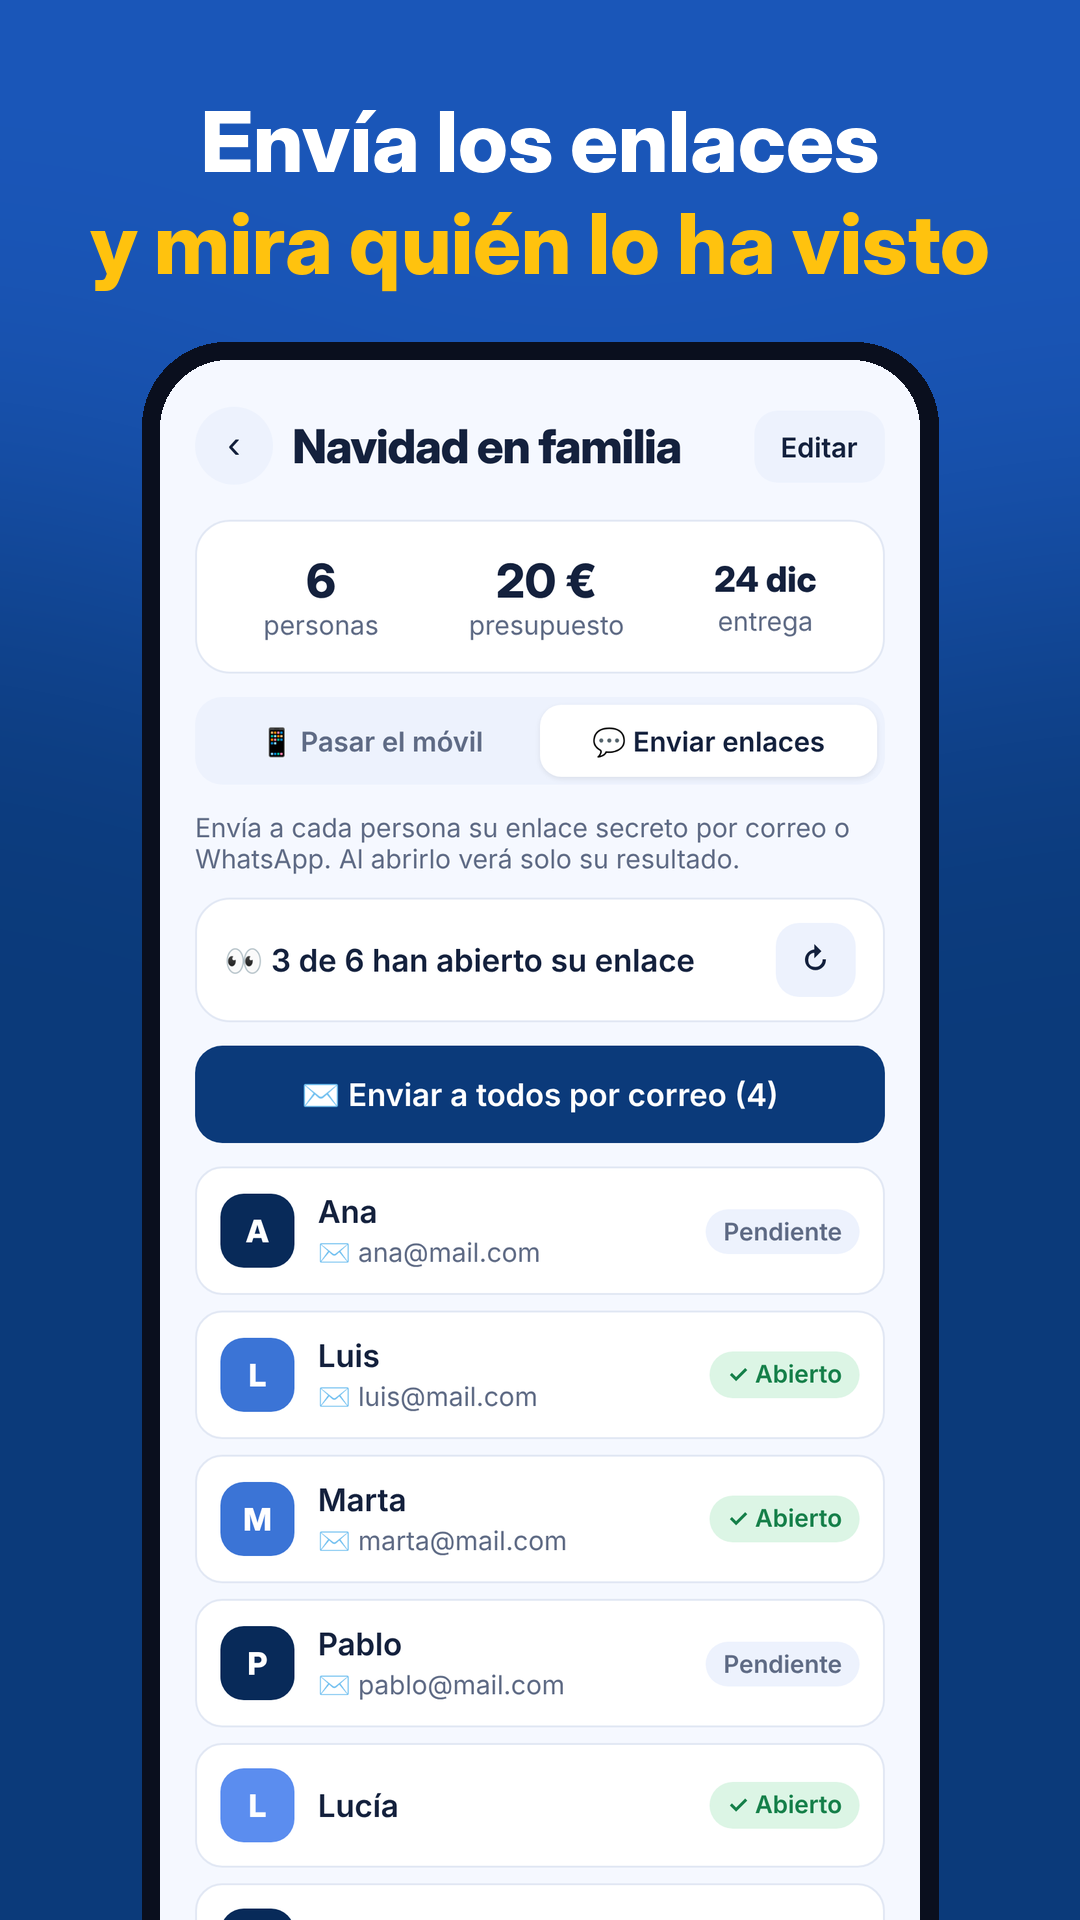 Envía los enlaces
y mira quién lo ha visto
‹ Navidad en familia Editar
6 20 € 24 dic
personas presupuesto entrega
📱 Pasar el móvil 💬 Enviar enlaces
Envía a cada persona su enlace secreto por correo o
WhatsApp. Al abrirlo verá solo su resultado.
👀 3 de 6 han abierto su enlace ↻
✉️ Enviar a todos por correo (4)
A Ana Pendiente
✉️ ana@mail.com
L Luis ✓ Abierto
✉️ luis@mail.com
M Marta ✓ Abierto
✉️ marta@mail.com
P Pablo Pendiente
✉️ pablo@mail.com
L Lucía ✓ Abierto